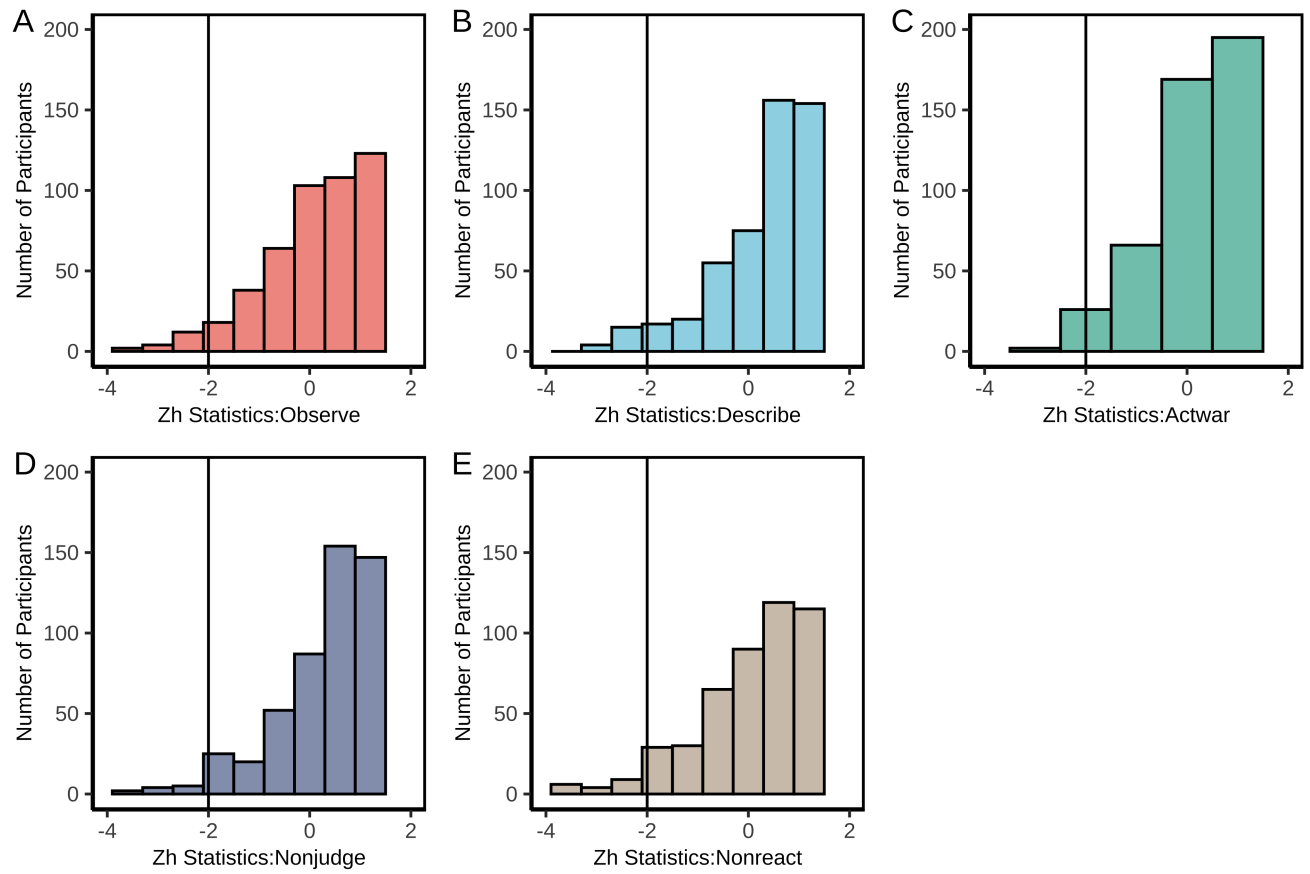 A
200
150
100
50
0
Number of Participants
-4 -2 0 2
Zh Statistics:Observe
B
200
150
100
50
0
Number of Participants
-4 -2 0 2
Zh Statistics:Describe
C
200
150
100
50
0
Number of Participants
-4 -2 0 2
Zh Statistics:Actwar
D
200
150
100
50
0
Number of Participants
-4 -2 0 2
Zh Statistics:Nonjudge
E
200
150
100
50
0
Number of Participants
-4 -2 0 2
Zh Statistics:Nonreact